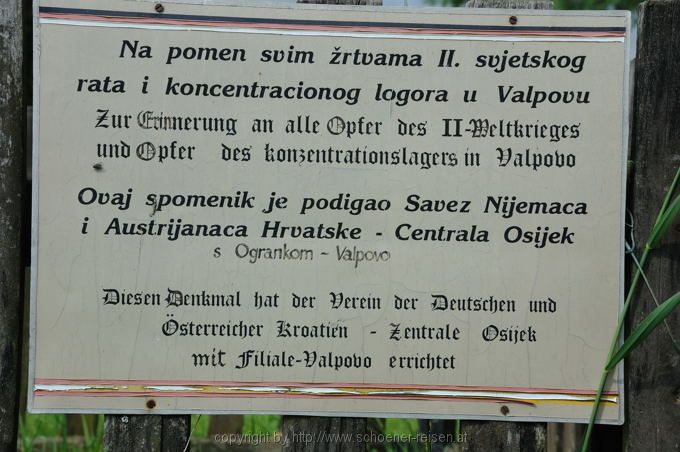 Na pomen svim žrtvama II. svjetskog
rata i koncentracionog logora u Valpovu
Zur Erinnerung an alle Opfer des II-Weltkrieges
und Opfer des konzentrationslagers in Valpovo
Ovaj spomenik je podigao Savez Nijemaca
i Austrijanaca Hrvatske - Centrala Osijek
s Ogrankom - Valpovo
Diesen Denkmal hat der Verein der Deutschen und
Österreicher Kroatien - Zentrale Osijek
mit Filiale-Valpovo errichtet
copyright by http://www.schoener-reisen.at